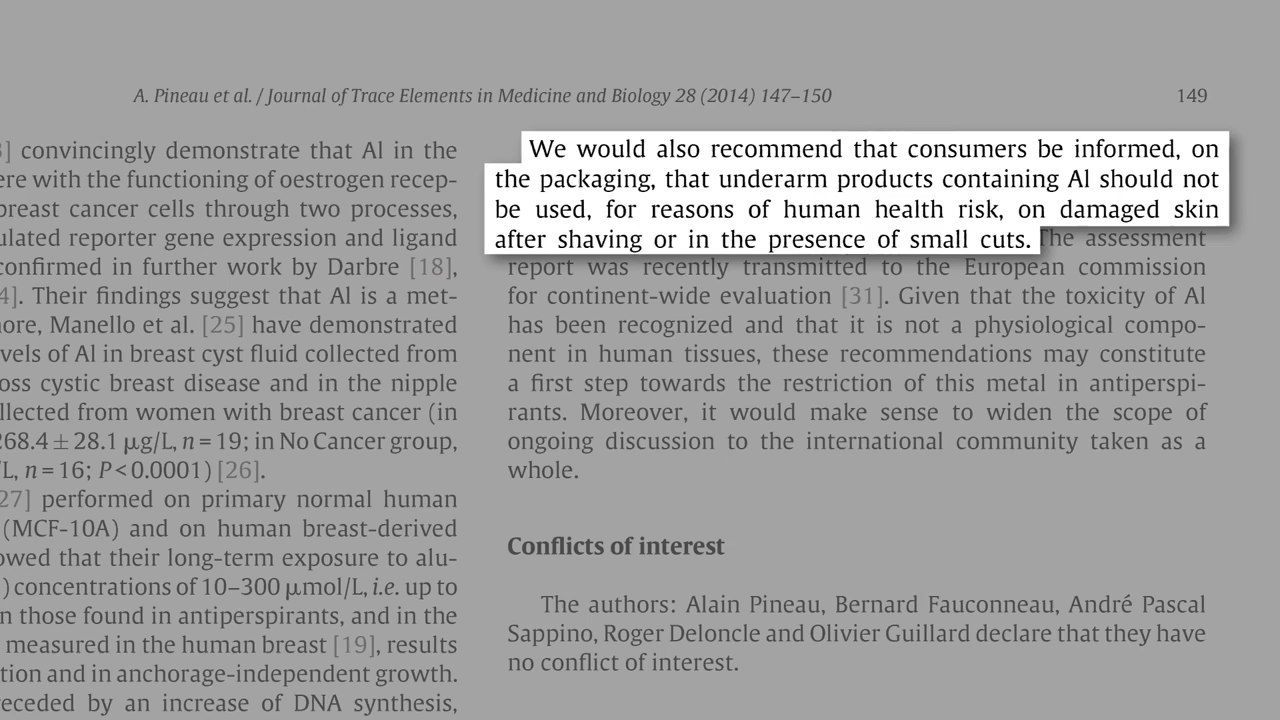 A. Pineau et al. / Journal of Trace Elements in Medicine and Biology 28 (2014) 147–150
149
] convincingly demonstrate that Al in the
ere with the functioning of oestrogen recep-
breast cancer cells through two processes,
ulated reporter gene expression and ligand
confirmed in further work by Darbre [18],
4]. Their findings suggest that Al is a met-
more, Manello et al. [25] have demonstrated
vels of Al in breast cyst fluid collected from
oss cystic breast disease and in the nipple
llected from women with breast cancer (in
268.4 ± 28.1 μg/L, n = 19; in No Cancer group,
/L, n = 16; P < 0.0001) [26].
27] performed on primary normal human
(MCF-10A) and on human breast-derived
owed that their long-term exposure to alu-
) concentrations of 10–300 μmol/L, i.e. up to
n those found in antiperspirants, and in the
measured in the human breast [19], results
tion and in anchorage-independent growth.
receded by an increase of DNA synthesis,
We would also recommend that consumers be informed, on
the packaging, that underarm products containing Al should not
be used, for reasons of human health risk, on damaged skin
after shaving or in the presence of small cuts. The assessment
report was recently transmitted to the European commission
for continent-wide evaluation [31]. Given that the toxicity of Al
has been recognized and that it is not a physiological compo-
nent in human tissues, these recommendations may constitute
a first step towards the restriction of this metal in antiperspi-
rants. Moreover, it would make sense to widen the scope of
ongoing discussion to the international community taken as a
whole.
Conflicts of interest
The authors: Alain Pineau, Bernard Fauconneau, André Pascal
Sappino, Roger Deloncle and Olivier Guillard declare that they have
no conflict of interest.